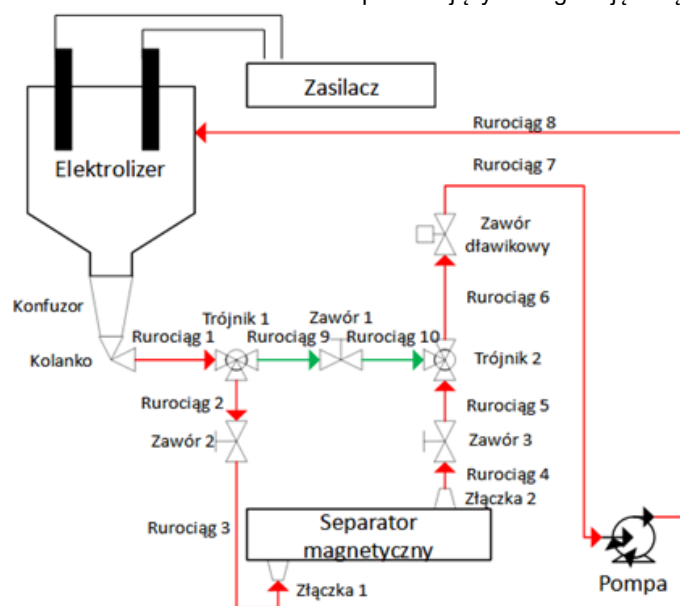 Zasilacz
Rurociąg 8
Elektrolizer
Rurociąg 7
Zawór
dławikowy
Konfuzor
Rurociąg 6
Trójnik 1
Zawór 1
Rurociąg 1
Rurociąg 9
Rurociąg 10
Kolanko
Trójnik 2
Rurociąg 2
Rurociąg 5
Zawór 2
Zawór 3
Rurociąg 4
Złączka 2
Rurociąg 3
Separator
magnetyczny
Złączka 1
Pompa